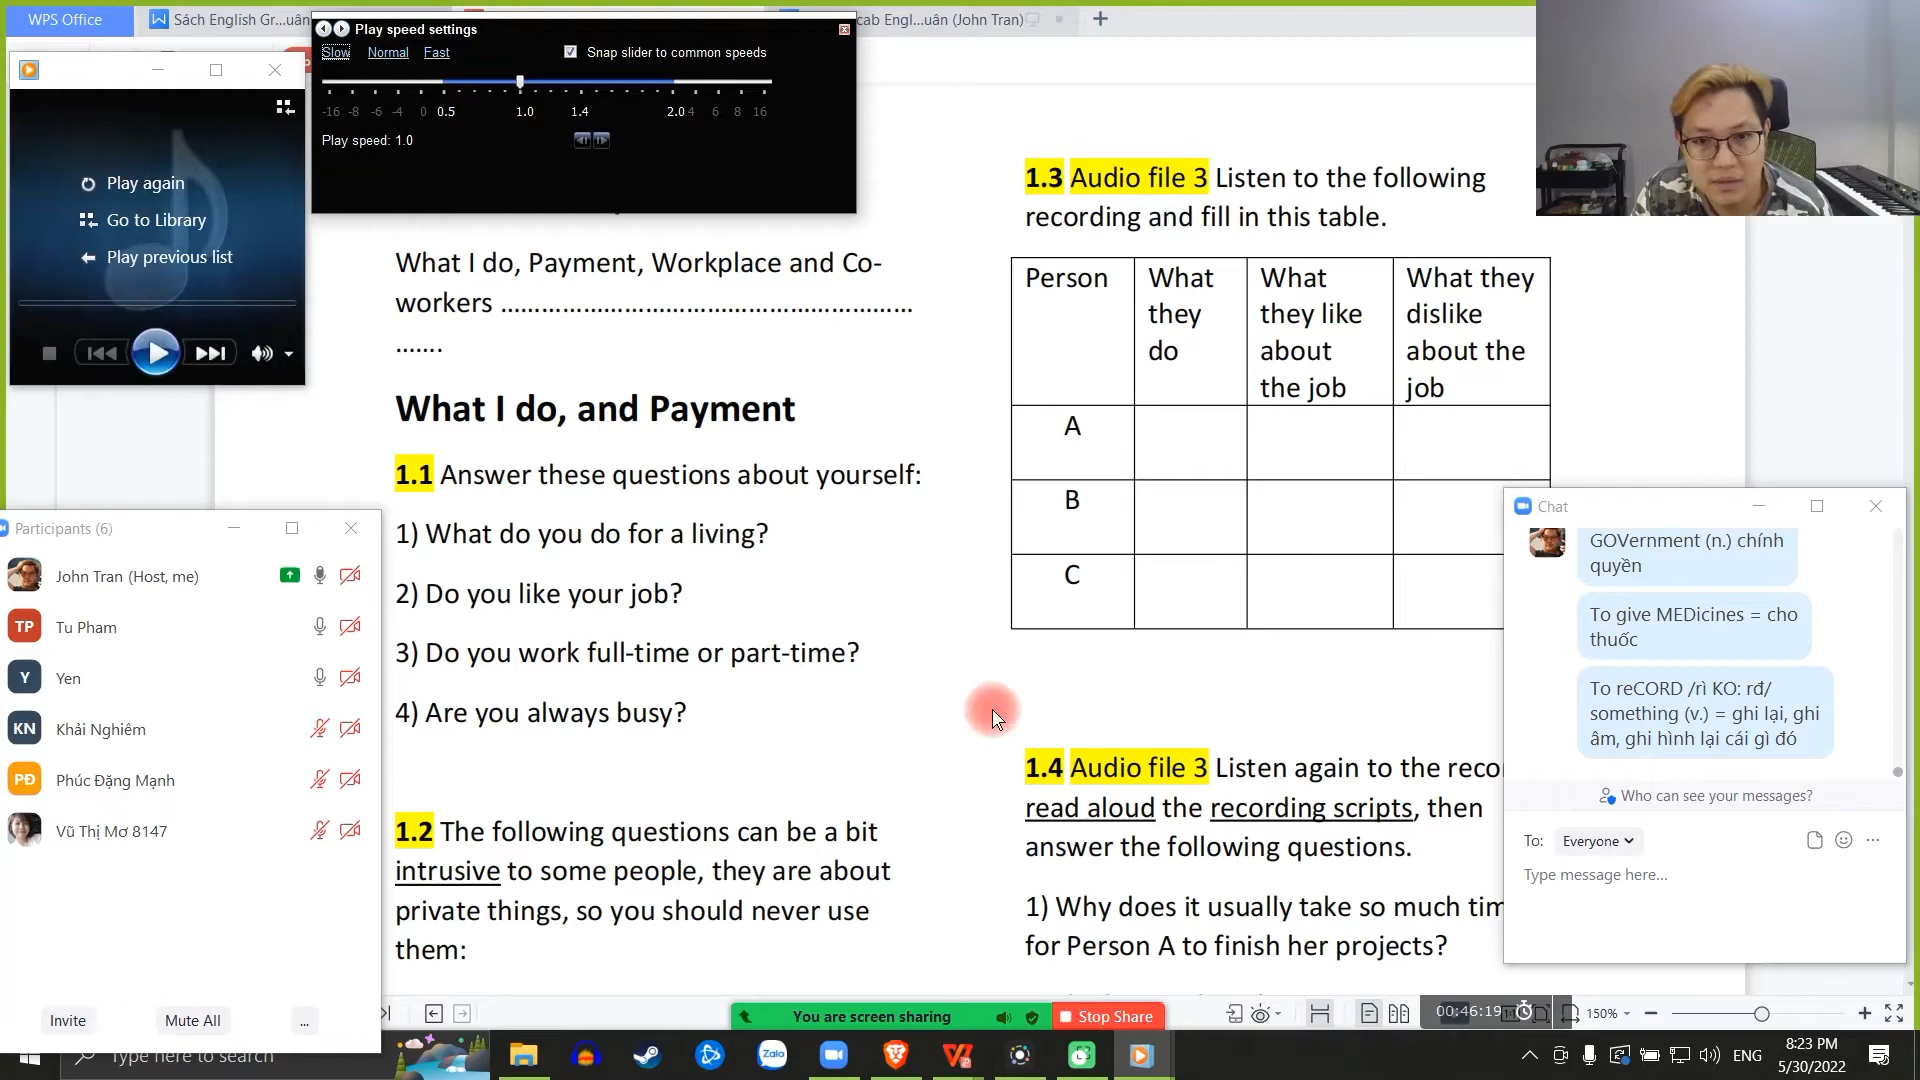 WPS Office
Sách English Gr...uân
cab Engl...uân (John Tran)
Play speed settings
Slow Normal Fast
Snap slider to common speeds
-16 -8 -6 -4 0 0.5 1.0 1.4 2.0 4 6 8 16
Play speed: 1.0
Play again
Go to Library
Play previous list
What I do, Payment, Workplace and Co-
workers ....................................................
.......
What I do, and Payment
1.1 Answer these questions about yourself:
1) What do you do for a living?
2) Do you like your job?
3) Do you work full-time or part-time?
4) Are you always busy?
1.2 The following questions can be a bit
intrusive to some people, they are about
private things, so you should never use
them:
1.3 Audio file 3 Listen to the following
recording and fill in this table.
Person
What they do
What they like about the job
What they dislike about the job
A
B
C
1.4 Audio file 3 Listen again to the reco
read aloud the recording scripts, then
answer the following questions.
1) Why does it usually take so much tim
for Person A to finish her projects?
Participants (6)
John Tran (Host, me)
TP Tu Pham
Y Yen
KN Khải Nghiêm
PĐ Phúc Đặng Mạnh
Vũ Thị Mơ 8147
Invite
Mute All
...
Chat
GOVernment (n.) chính
quyền
To give MEDicines = cho
thuốc
To reCORD /rì KO: rđ/
something (v.) = ghi lại, ghi
âm, ghi hình lại cái gì đó
Who can see your messages?
To: Everyone
Type message here...
You are screen sharing
Stop Share
00:46:19
150%
Type here to search
Zalo
ENG
8:23 PM
5/30/2022